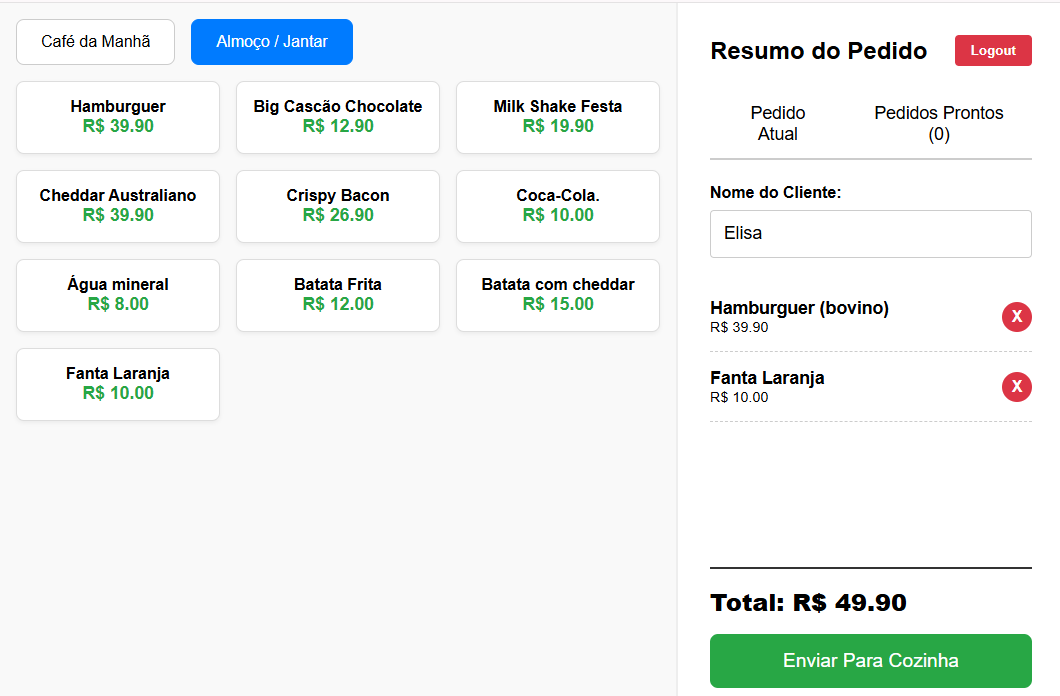 Café da Manhã
Almoço / Jantar
Hamburguer
R$ 39.90
Big Cascão Chocolate
R$ 12.90
Milk Shake Festa
R$ 19.90
Cheddar Australiano
R$ 39.90
Crispy Bacon
R$ 26.90
Coca-Cola.
R$ 10.00
Água mineral
R$ 8.00
Batata Frita
R$ 12.00
Batata com cheddar
R$ 15.00
Fanta Laranja
R$ 10.00
Resumo do Pedido
Logout
Pedido
Atual
Pedidos Prontos
(0)
Nome do Cliente:
Elisa
Hamburguer (bovino)
R$ 39.90
X
Fanta Laranja
R$ 10.00
X
Total: R$ 49.90
Enviar Para Cozinha